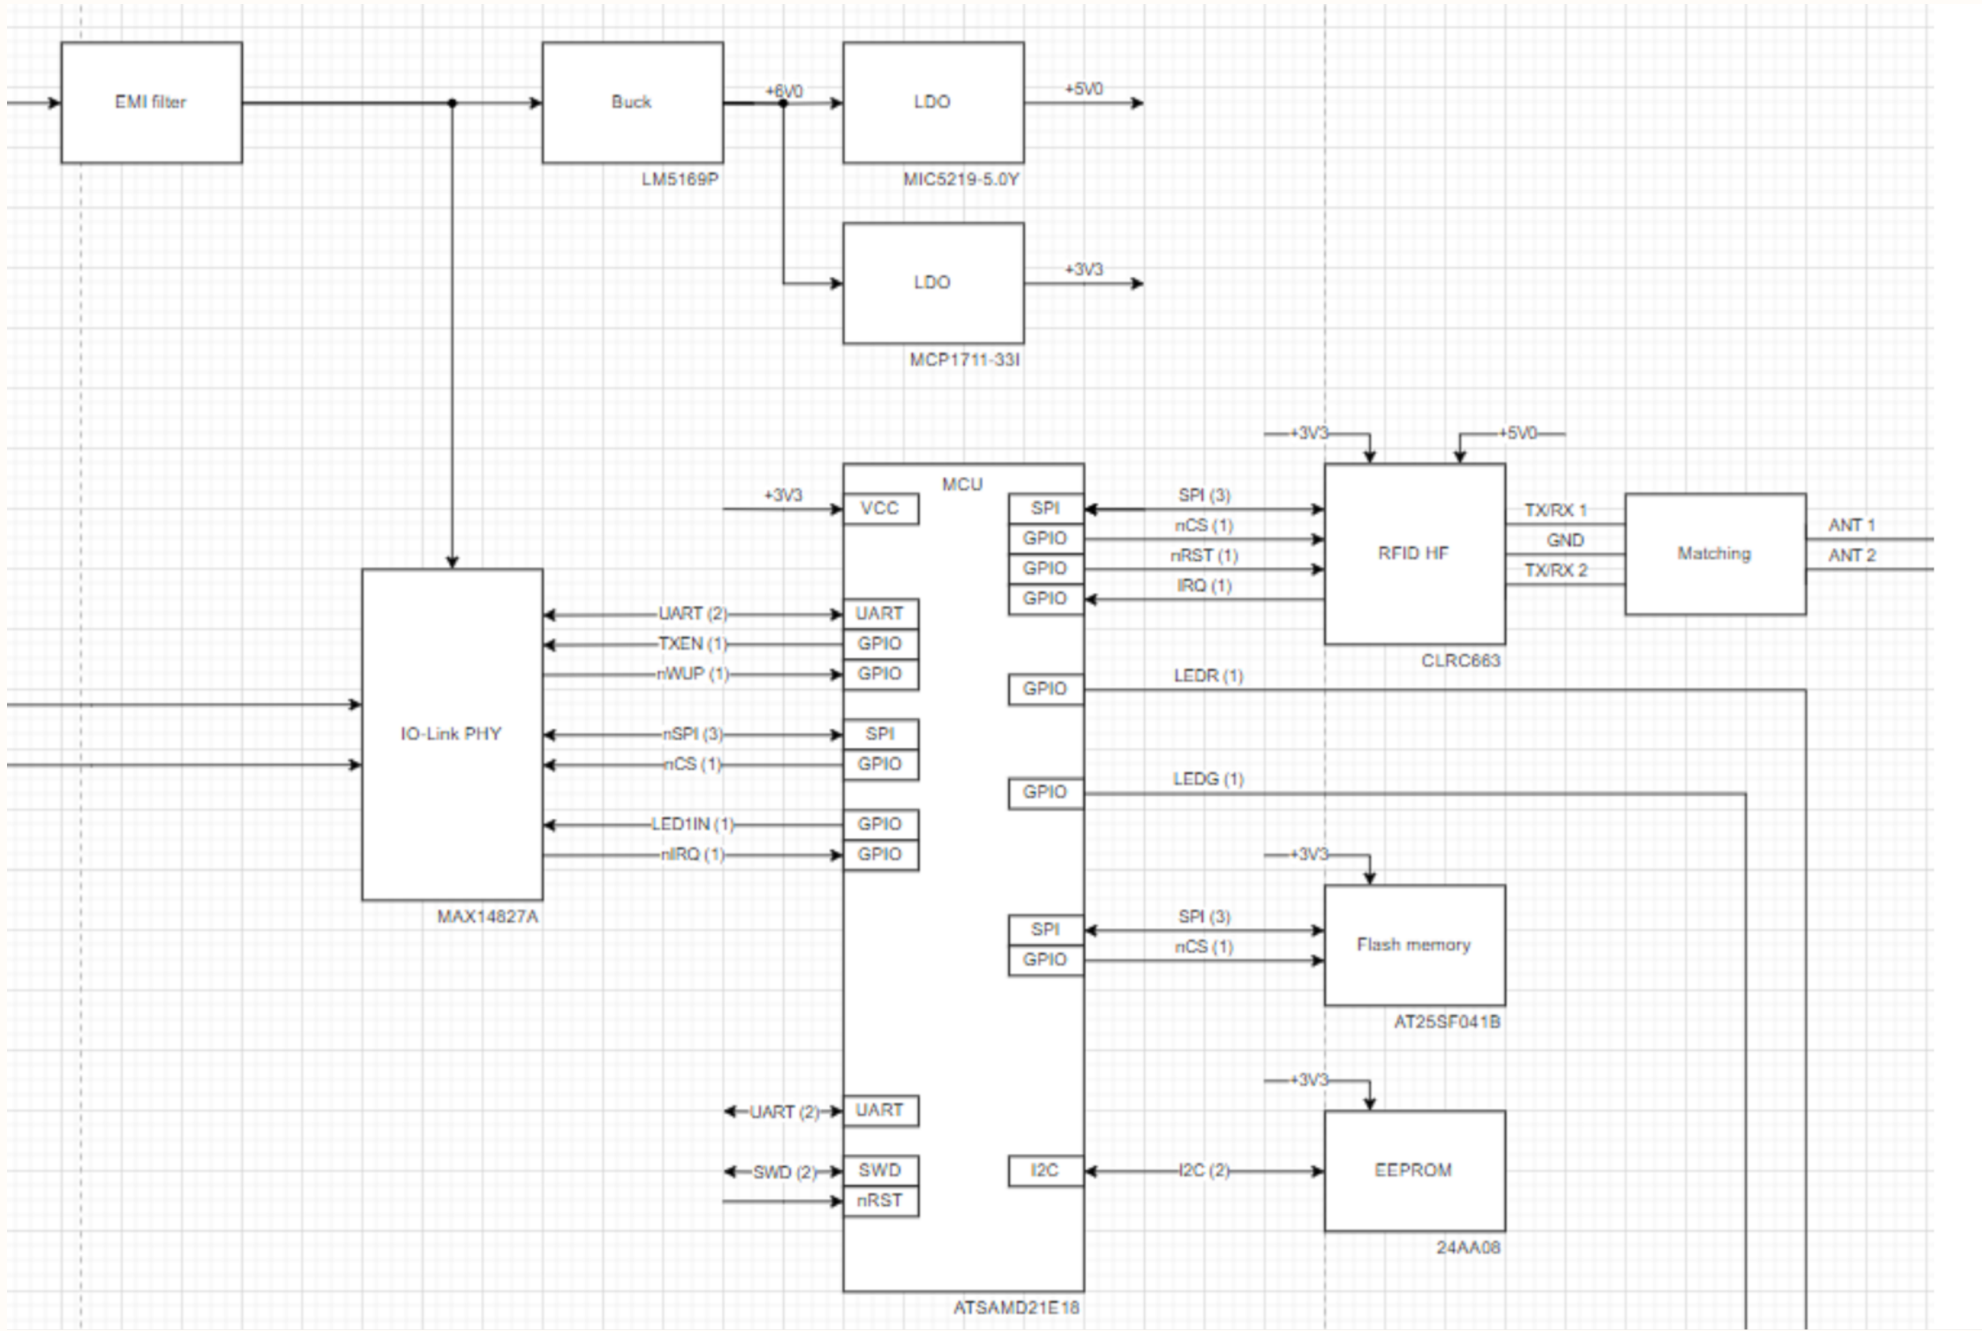 EMI filter
Buck
LM5169P
+6V0
LDO
MIC5219-5.0Y
+5V0
LDO
MCP1711-33I
+3V3
+3V3
+5V0
MCU
+3V3
VCC
SPI
SPI (3)
GPIO
nCS (1)
GPIO
nRST (1)
GPIO
IRQ (1)
RFID HF
CLRC663
TX/RX 1
GND
TX/RX 2
Matching
ANT 1
ANT 2
IO-Link PHY
MAX14827A
UART (2)
UART
TXEN (1)
GPIO
nWUP (1)
GPIO
nSPI (3)
SPI
nCS (1)
GPIO
LED1IN (1)
GPIO
nIRQ (1)
GPIO
GPIO
LEDR (1)
GPIO
LEDG (1)
+3V3
SPI
SPI (3)
GPIO
nCS (1)
Flash memory
AT25SF041B
+3V3
UART (2)
UART
SWD (2)
SWD
nRST
I2C
I2C (2)
EEPROM
24AA08
ATSAMD21E18